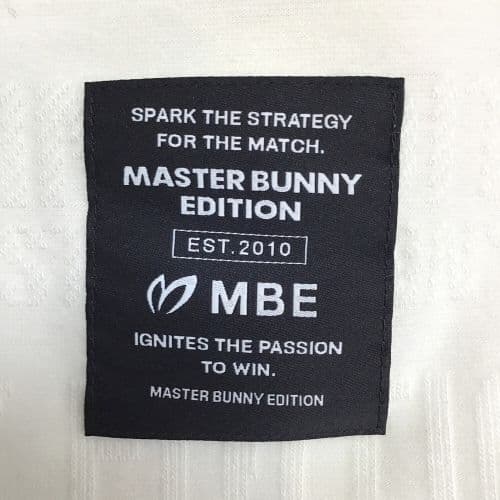 SPARK THE STRATEGY
FOR THE MATCH.
MASTER BUNNY
EDITION
EST.2010
MBE
IGNITES THE PASSION
TO WIN.
MASTER BUNNY EDITION